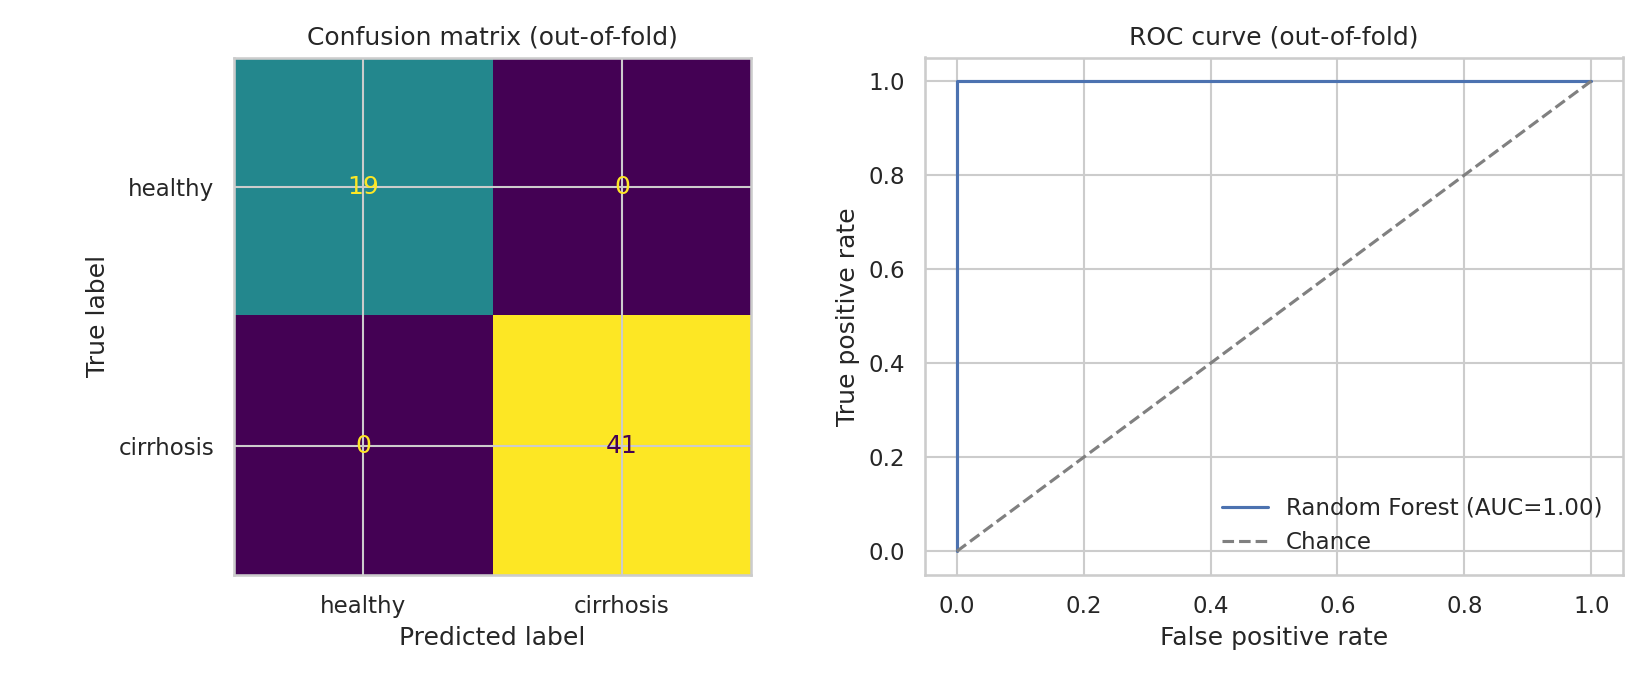 Confusion matrix (out-of-fold)
True label
healthy
19
0
cirrhosis
0
41
healthy
cirrhosis
Predicted label
ROC curve (out-of-fold)
True positive rate
1.0
0.8
0.6
0.4
0.2
0.0
Random Forest (AUC=1.00)
Chance
0.0
0.2
0.4
0.6
0.8
1.0
False positive rate